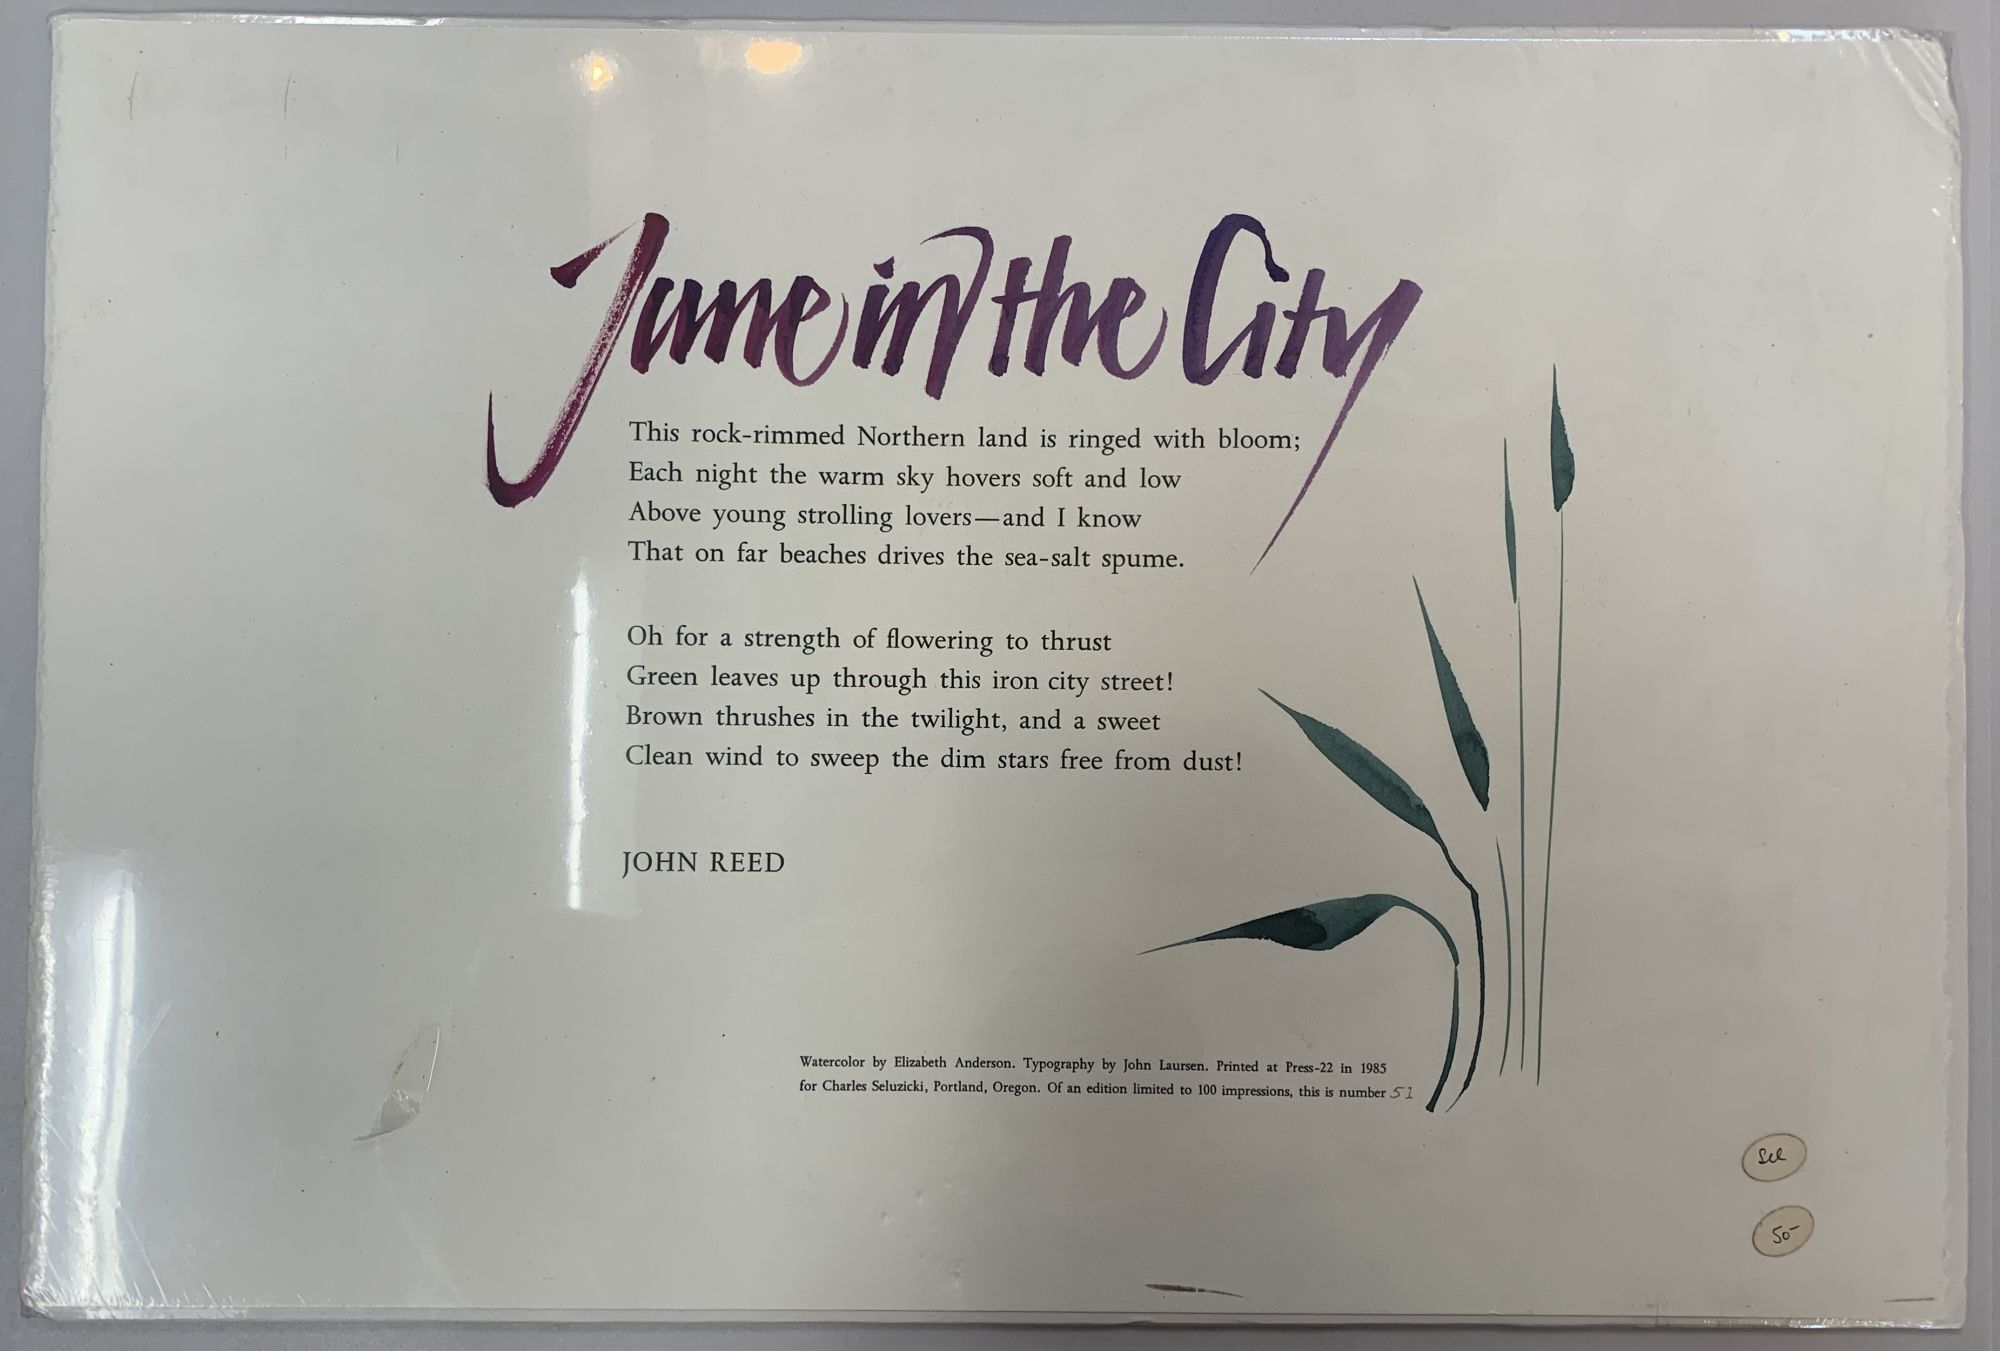 June in the City
This rock-rimmed Northern land is ringed with bloom;
Each night the warm sky hovers soft and low
Above young strolling lovers—and I know
That on far beaches drives the sea-salt spume.
Oh for a strength of flowering to thrust
Green leaves up through this iron city street!
Brown thrushes in the twilight, and a sweet
Clean wind to sweep the dim stars free from dust!
JOHN REED
Watercolor by Elizabeth Anderson. Typography by John Laursen. Printed at Press-22 in 1985
for Charles Seluzicki, Portland, Oregon. Of an edition limited to 100 impressions, this is number 51
50-